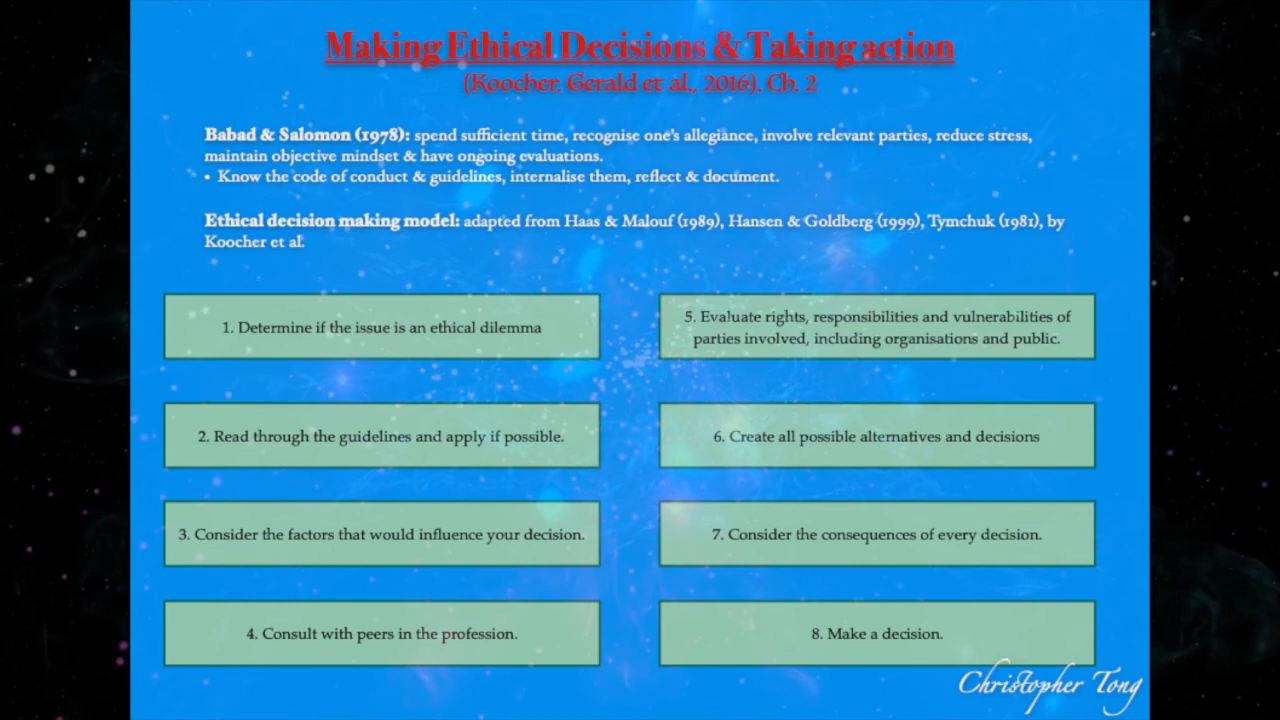 Making Ethical Decisions & Taking action
(Koocher, Gerald et al., 2016). Ch. 2
Babad & Salomon (1978): spend sufficient time, recognise one's allegiance, involve relevant parties, reduce stress,
maintain objective mindset & have ongoing evaluations.
• Know the code of conduct & guidelines, internalise them, reflect & document.
Ethical decision making model: adapted from Haas & Malouf (1989), Hansen & Goldberg (1999), Tymchuk (1981), by
Koocher et al.
1. Determine if the issue is an ethical dilemma
2. Read through the guidelines and apply if possible.
3. Consider the factors that would influence your decision.
4. Consult with peers in the profession.
5. Evaluate rights, responsibilities and vulnerabilities of
parties involved, including organisations and public.
6. Create all possible alternatives and decisions
7. Consider the consequences of every decision.
8. Make a decision.
Christopher Tong